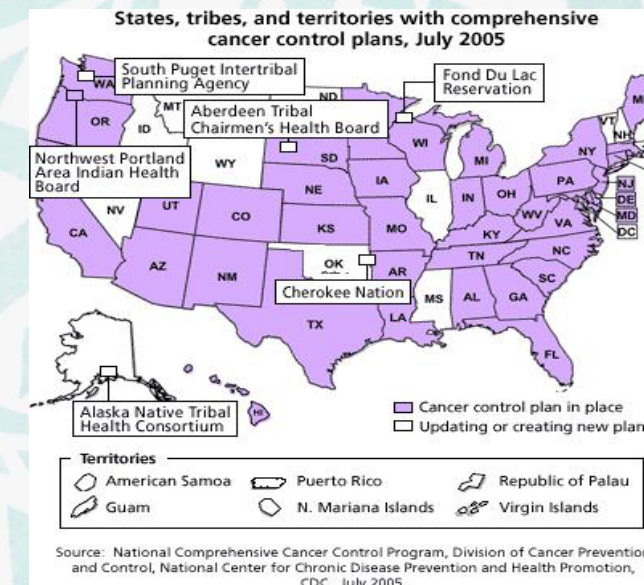 States, tribes, and territories with comprehensive
cancer control plans, July 2005
South Puget Intertribal
Planning Agency
Fond Du Lac
Reservation
Aberdeen Tribal
Chairmen's Health Board
Northwest Portland
Area Indian Health
Board
WA
MT
ND
OR
ID
WY
SD
WI
MI
VT
NH
NY
NV
UT
CO
NE
IA
IL
IN
OH
PA
NJ
DE
MD
DC
CA
KS
MO
KY
WV
VA
AZ
NM
OK
AR
TN
NC
SC
MS
AL
GA
TX
LA
FL
HI
Cherokee Nation
Alaska Native Tribal
Health Consortium
Cancer control plan in place
Updating or creating new plan
Territories
American Samoa
Puerto Rico
Republic of Palau
Guam
N. Mariana Islands
Virgin Islands
Source: National Comprehensive Cancer Control Program, Division of Cancer Prevention
and Control, National Center for Chronic Disease Prevention and Health Promotion,
CDC, July 2005